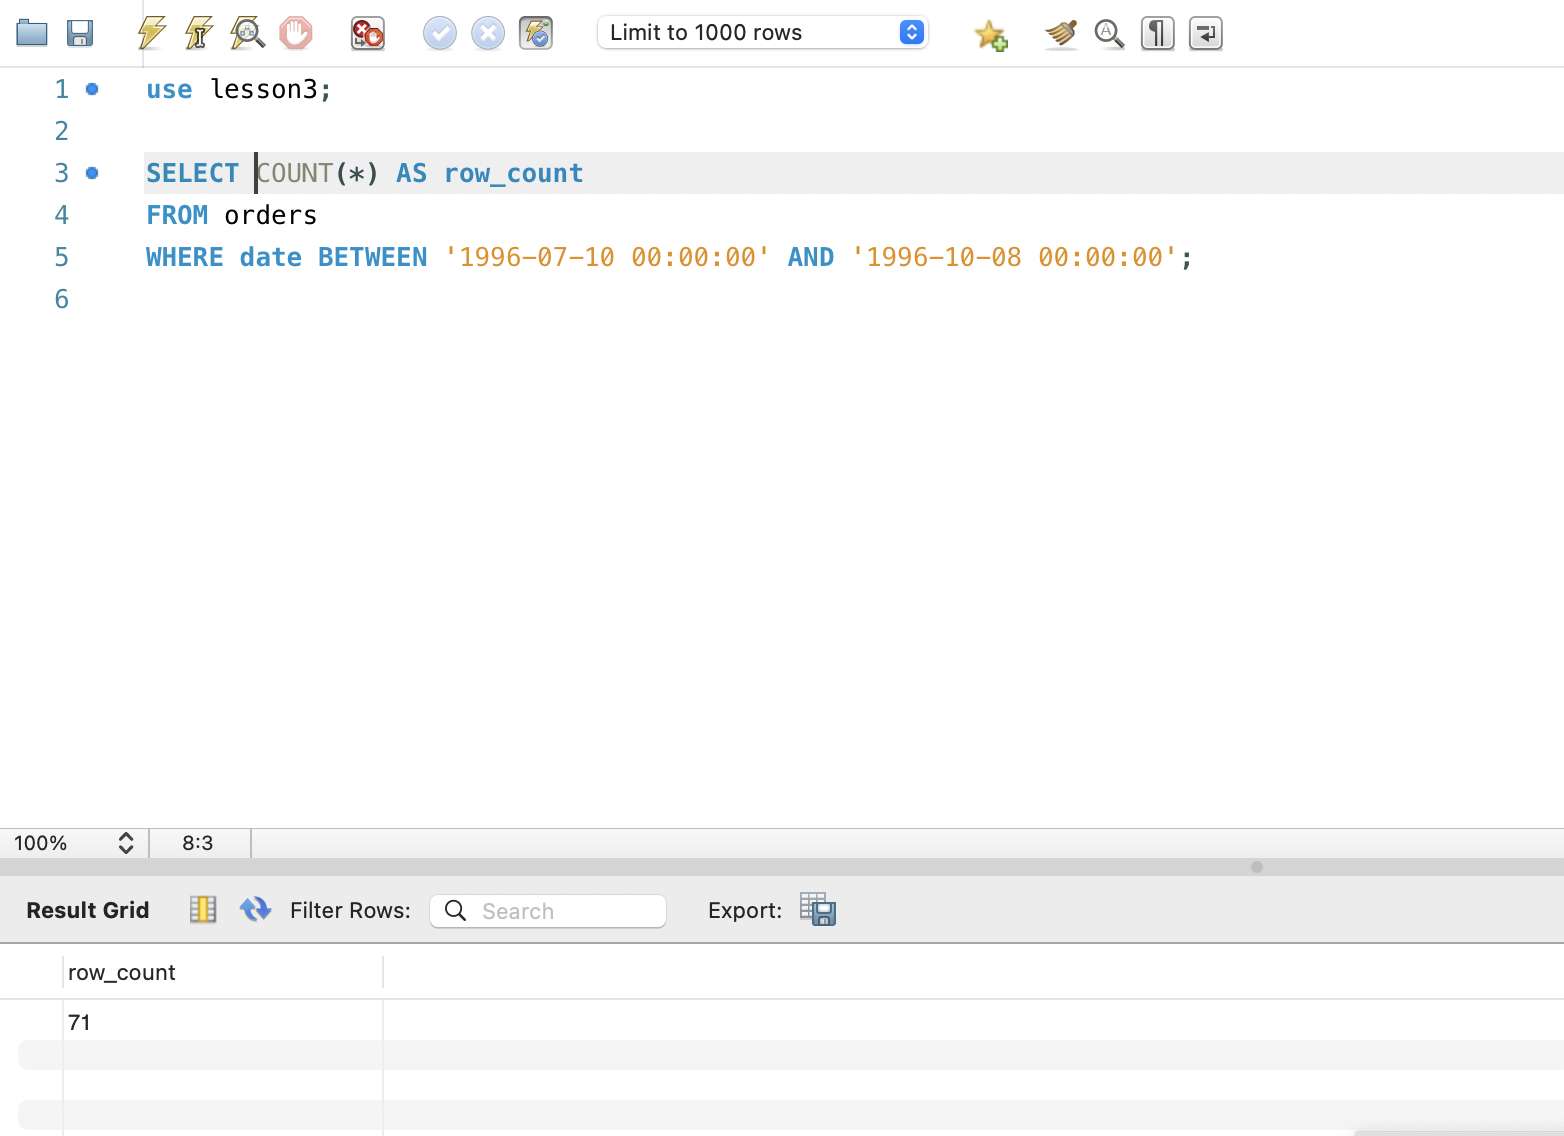 Limit to 1000 rows
1 use lesson3;
2
3 SELECT COUNT(*) AS row_count
4 FROM orders
5 WHERE date BETWEEN '1996-07-10 00:00:00' AND '1996-10-08 00:00:00';
6
100% 8:3
Result Grid Filter Rows: Search Export:
row_count
71